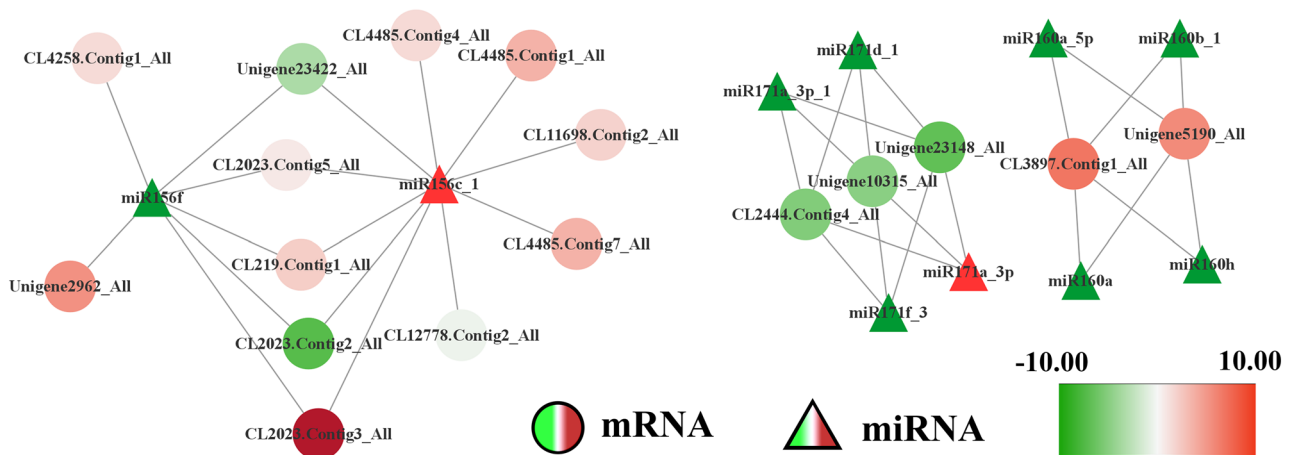 CL4258.Contig1_All
Unigene23422_All
CL4485.Contig4_All
CL4485.Contig1_All
CL11698.Contig2_All
CL2023.Contig5_All
miR156f
miR156c_1
Unigene2962_All
CL219.Contig1_All
CL4485.Contig7_All
CL2023.Contig2_All
CL12778.Contig2_All
CL2023.Contig3_All
miR171d_1
miR171a_3p_1
Unigene23148_All
Unigene10315_All
CL2444.Contig4_All
miR171a_3p
miR171f_3
miR160a_5p
miR160b_1
Unigene5190_All
CL3897.Contig1_All
miR160h
miR160a
-10.00
10.00
mRNA
miRNA